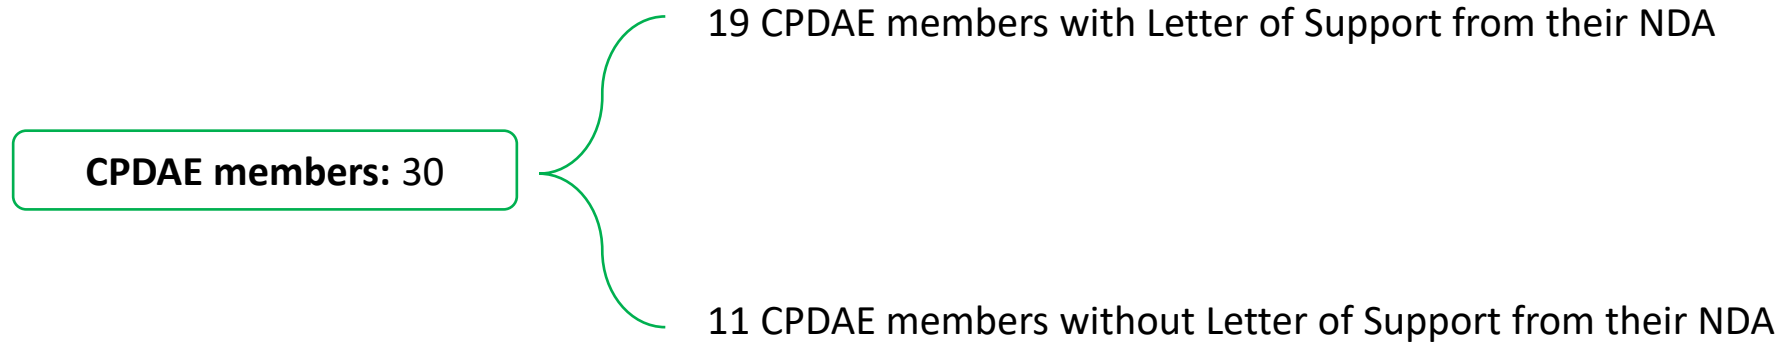 19 CPDAE members with Letter of Support from their NDA
CPDAE members: 30
11 CPDAE members without Letter of Support from their NDA